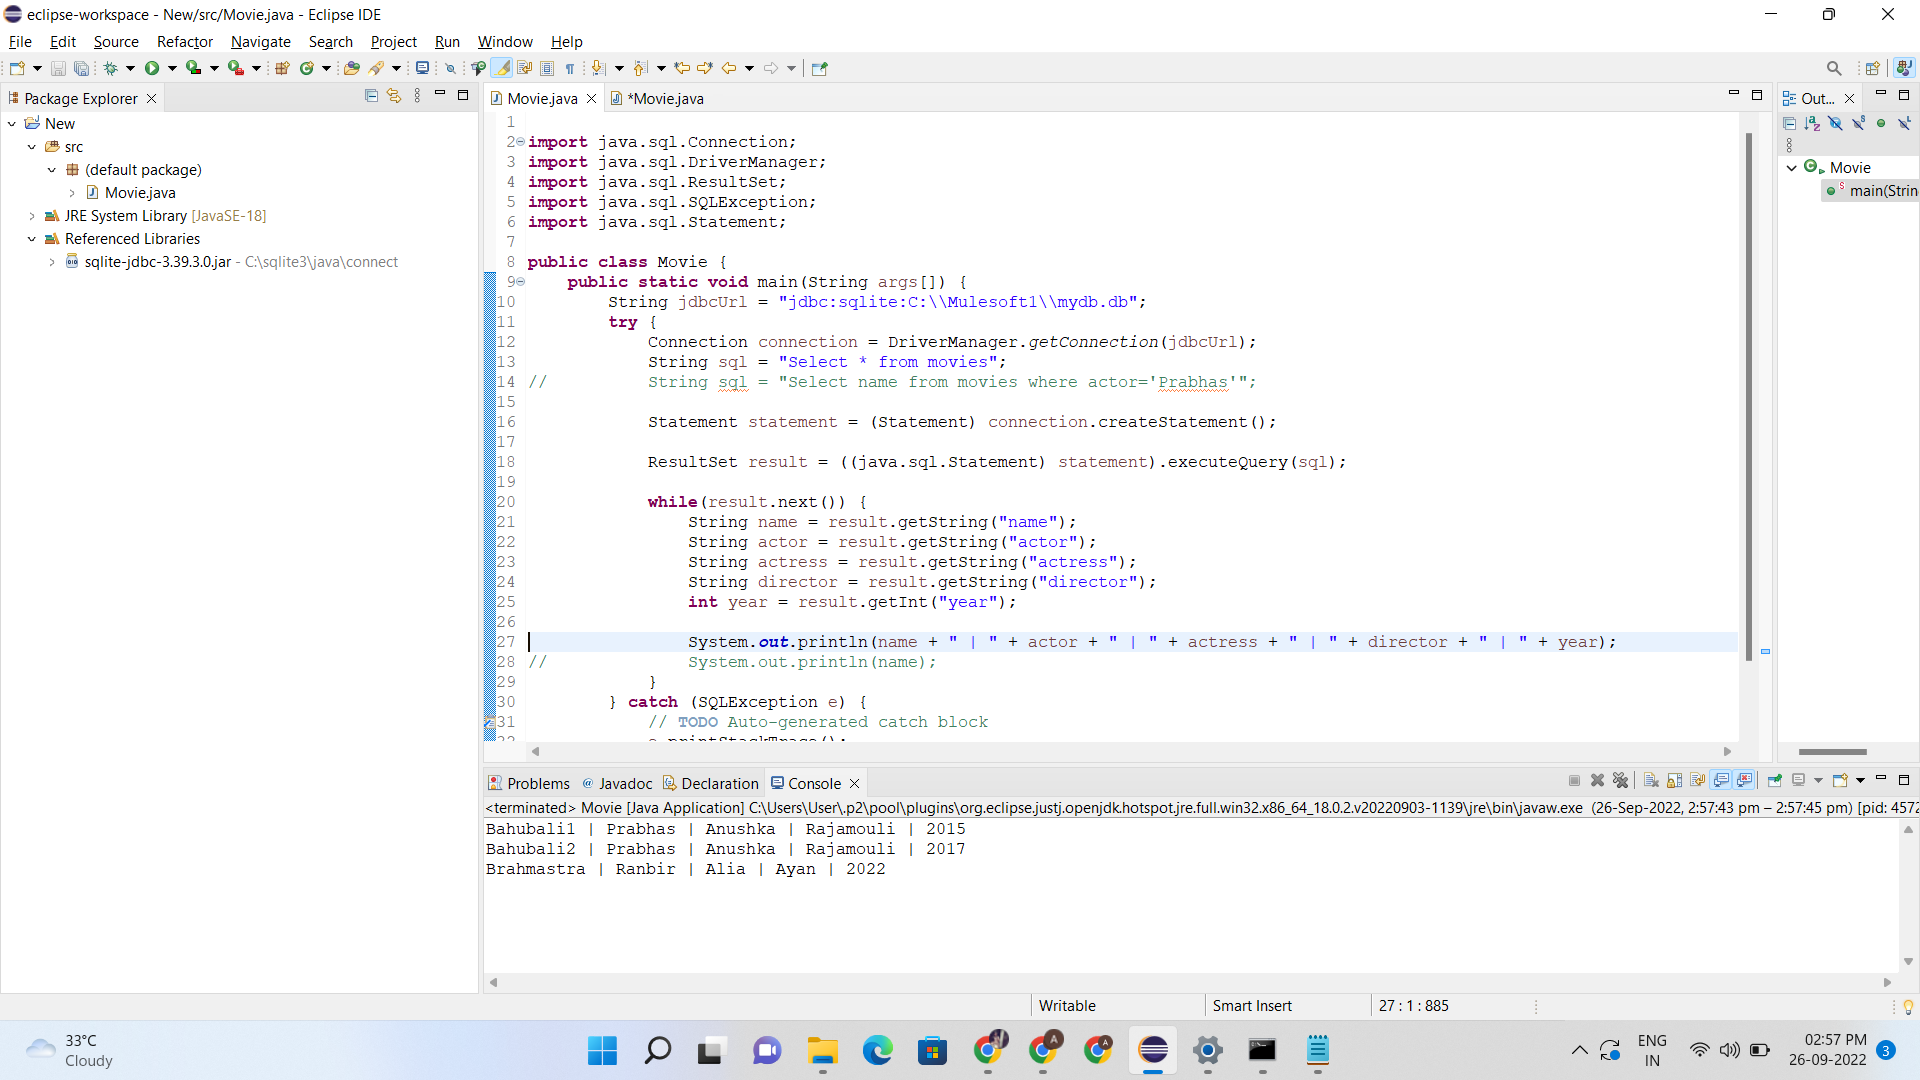 eclipse-workspace - New/src/Movie.java - Eclipse IDE
File Edit Source Refactor Navigate Search Project Run Window Help
Package Explorer
New
src
(default package)
Movie.java
JRE System Library [JavaSE-18]
Referenced Libraries
sqlite-jdbc-3.39.3.0.jar - C:\sqlite3\java\connect
Movie.java *Movie.java
1
2 import java.sql.Connection;
3 import java.sql.DriverManager;
4 import java.sql.ResultSet;
5 import java.sql.SQLException;
6 import java.sql.Statement;
7
8 public class Movie {
9 public static void main(String args[]) {
10 String jdbcUrl = "jdbc:sqlite:C:\\Mulesoft1\\mydb.db";
11 try {
12 Connection connection = DriverManager.getConnection(jdbcUrl);
13 String sql = "Select * from movies";
14 // String sql = "Select name from movies where actor='Prabhas'";
15
16 Statement statement = (Statement) connection.createStatement();
17
18 ResultSet result = ((java.sql.Statement) statement).executeQuery(sql);
19
20 while(result.next()) {
21 String name = result.getString("name");
22 String actor = result.getString("actor");
23 String actress = result.getString("actress");
24 String director = result.getString("director");
25 int year = result.getInt("year");
26
27 System.out.println(name + " | " + actor + " | " + actress + " | " + director + " | " + year);
28 // System.out.println(name);
29 }
30 } catch (SQLException e) {
31 // TODO Auto-generated catch block
32 e.printStackTrace();
Out...
Movie
main(Strin
Problems Javadoc Declaration Console
<terminated> Movie [Java Application] C:\Users\User\.p2\pool\plugins\org.eclipse.justj.openjdk.hotspot.jre.full.win32.x86_64_18.0.2.v20220903-1139\jre\bin\javaw.exe (26-Sep-2022, 2:57:43 pm – 2:57:45 pm) [pid: 4572
Bahubali1 | Prabhas | Anushka | Rajamouli | 2015
Bahubali2 | Prabhas | Anushka | Rajamouli | 2017
Brahmastra | Ranbir | Alia | Ayan | 2022
Writable Smart Insert 27 : 1 : 885
33°C
Cloudy
ENG
IN
02:57 PM
26-09-2022
3